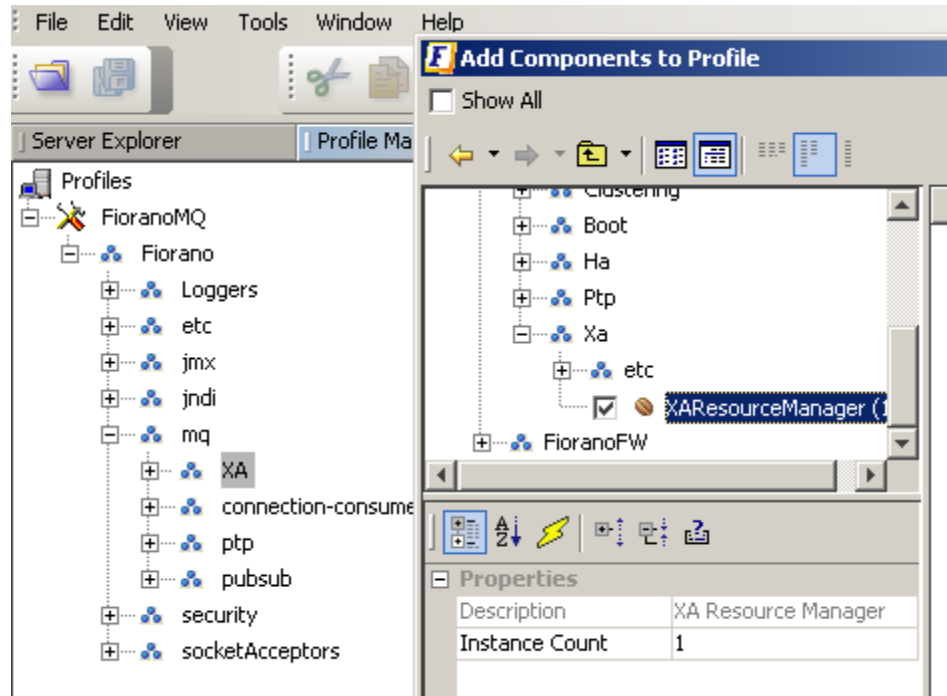 File Edit View Tools Window Help
Add Components to Profile
Show All
Server Explorer
Profile Ma
Profiles
FioranoMQ
Fiorano
Loggers
etc
jmx
jndi
mq
XA
connection-consume
ptp
pubsub
security
socketAcceptors
Clustering
Boot
Ha
Ptp
Xa
etc
XAResourceManager (1
FioranoFW
Properties
Description XA Resource Manager
Instance Count 1